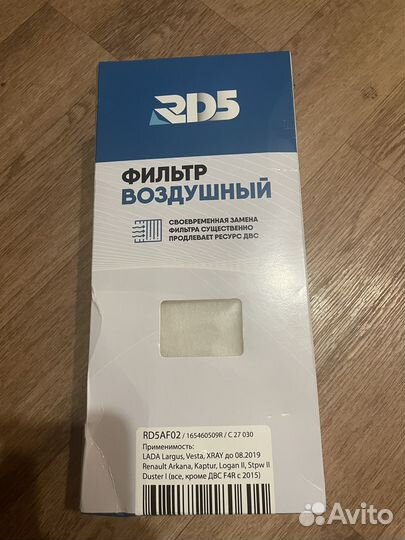 RD5
ФИЛЬТР
ВОЗДУШНЫЙ
СВОЕВРЕМЕННАЯ ЗАМЕНА
ФИЛЬТРА СУЩЕСТВЕННО
ПРОДЛЕВАЕТ РЕСУРС ДВС
RD5AF02 / 165460509R / C 27 030
Применимость:
LADA Largus, Vesta, XRAY до 08.2019
Renault Arkana, Kaptur, Logan II, Stpw II
Duster I (все, кроме ДВС F4R с 2015)
Avito